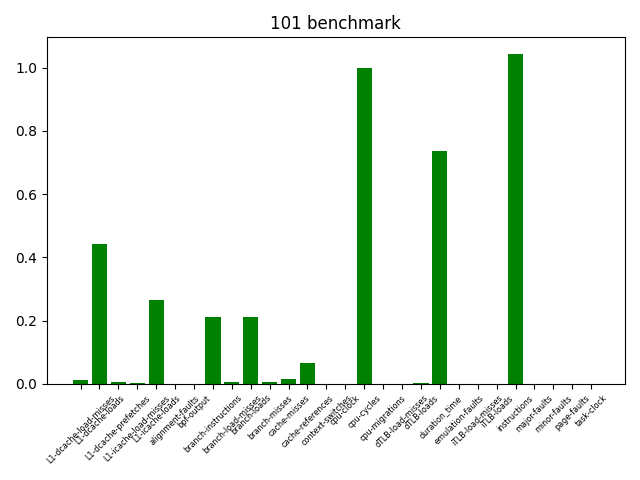 101 benchmark
1.0
0.8
0.6
0.4
0.2
0.0
L1-dcache-load-misses
L1-dcache-loads
L1-dcache-prefetches
L1-icache-load-misses
L1-icache-loads
alignment-faults
bpf-output
branch-instructions
branch-load-misses
branch-loads
branch-misses
cache-misses
cache-references
context-switches
cpu-clock
cpu-cycles
cpu-migrations
dTLB-load-misses
dTLB-loads
duration_time
emulation-faults
iTLB-load-misses
iTLB-loads
instructions
major-faults
minor-faults
page-faults
task-clock